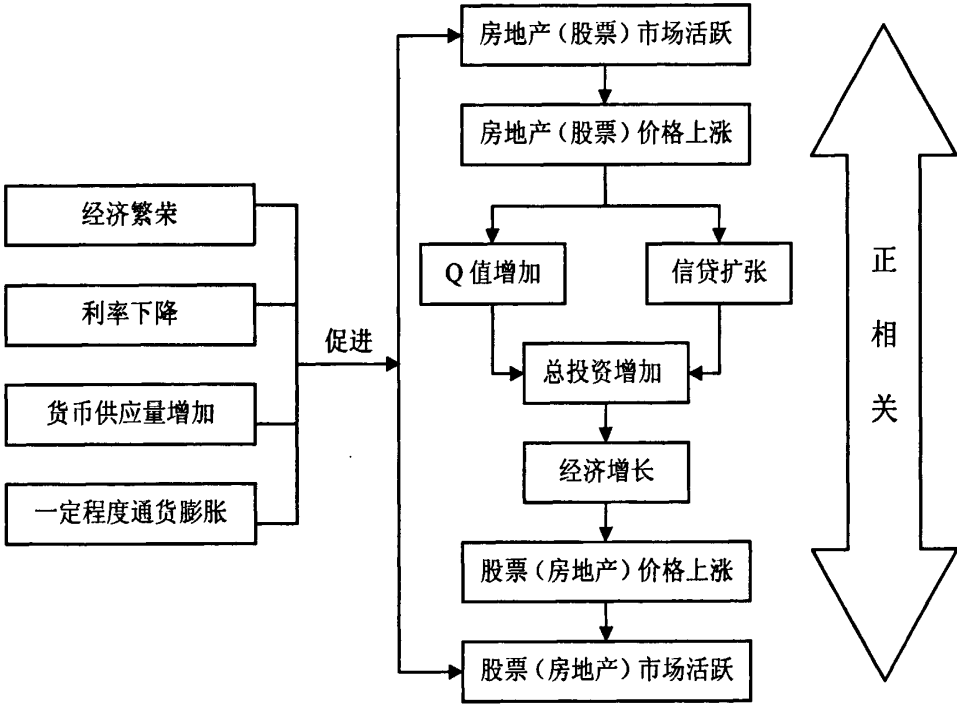 经济繁荣
利率下降
货币供应量增加
一定程度通货膨胀
促进
房地产（股票）市场活跃
房地产（股票）价格上涨
Q 值增加
信贷扩张
总投资增加
经济增长
股票（房地产）价格上涨
股票（房地产）市场活跃
正
相
关